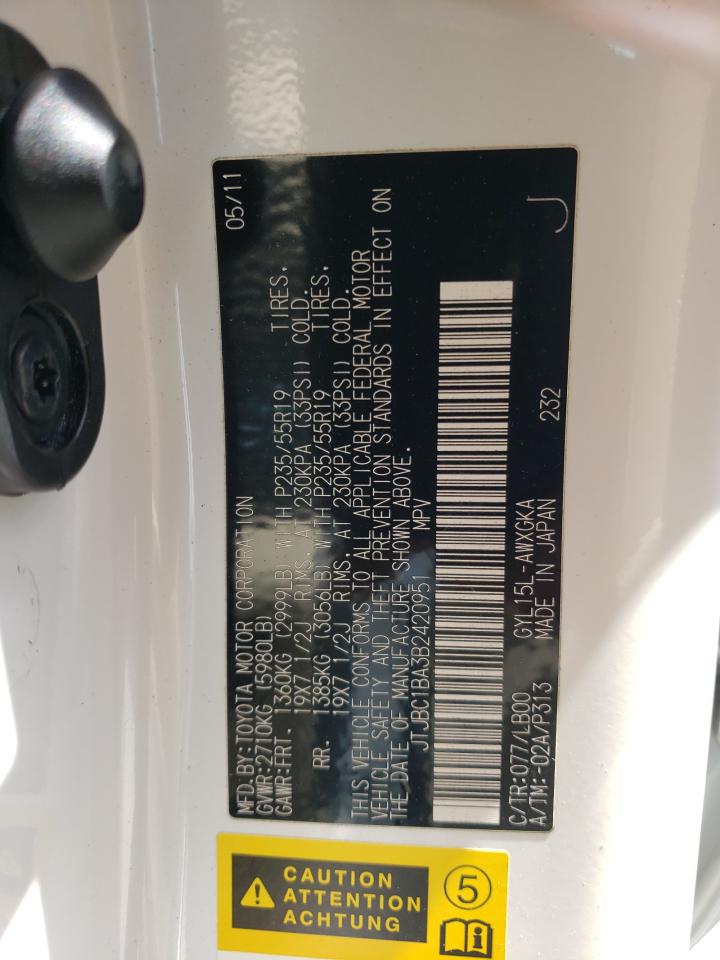 MFD. BY: TOYOTA MOTOR CORPORATION 05/11
GVWR: 2710KG (5980LB)
GAWR: FRT. 1360KG (2999LB) WITH P235/55R19 TIRES.
19X7 1/2J RIMS. AT 230KPA (33PSI) COLD.
RR. 1385KG (3056LB) WITH P235/55R19 TIRES.
19X7 1/2J RIMS. AT 230KPA (33PSI) COLD.
THIS VEHICLE CONFORMS TO ALL APPLICABLE FEDERAL MOTOR
VEHICLE SAFETY AND THEFT PREVENTION STANDARDS IN EFFECT ON
THE DATE OF MANUFACTURE SHOWN ABOVE.
JTJBC1BA3B2420951 MPV
C/TR: 077/LB00 GYL15L-AWXGKA
A/TM: -02A/P313 MADE IN JAPAN 232
J
CAUTION
ATTENTION
ACHTUNG
5